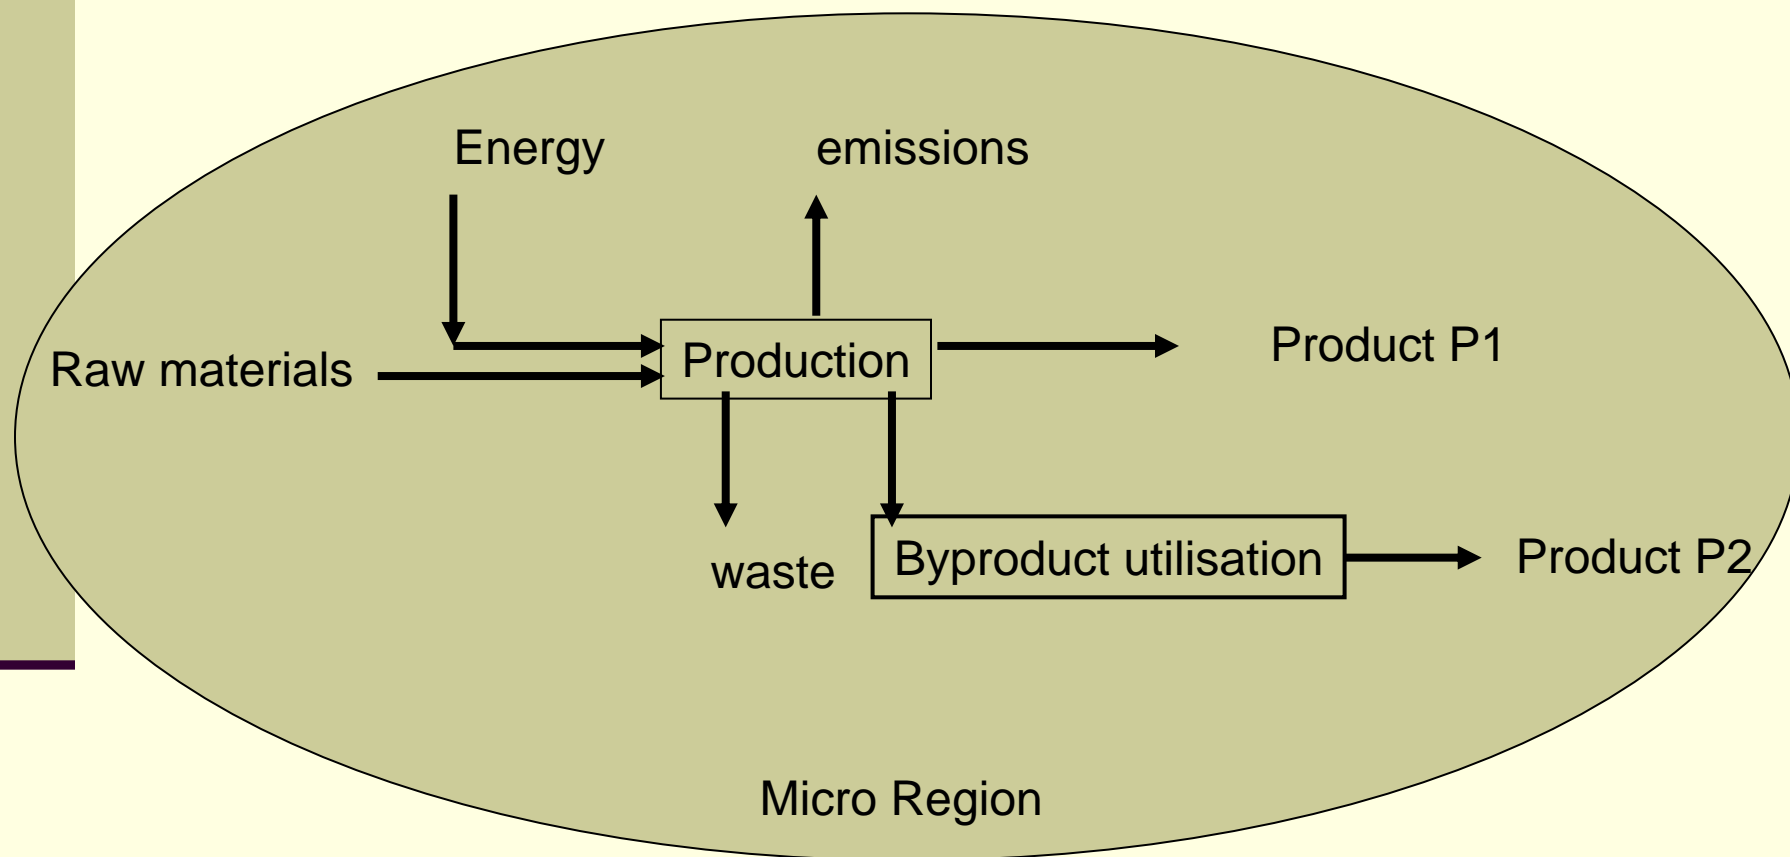 Energy
emissions
Raw materials
Production
Product P1
waste
Byproduct utilisation
Product P2
Micro Region